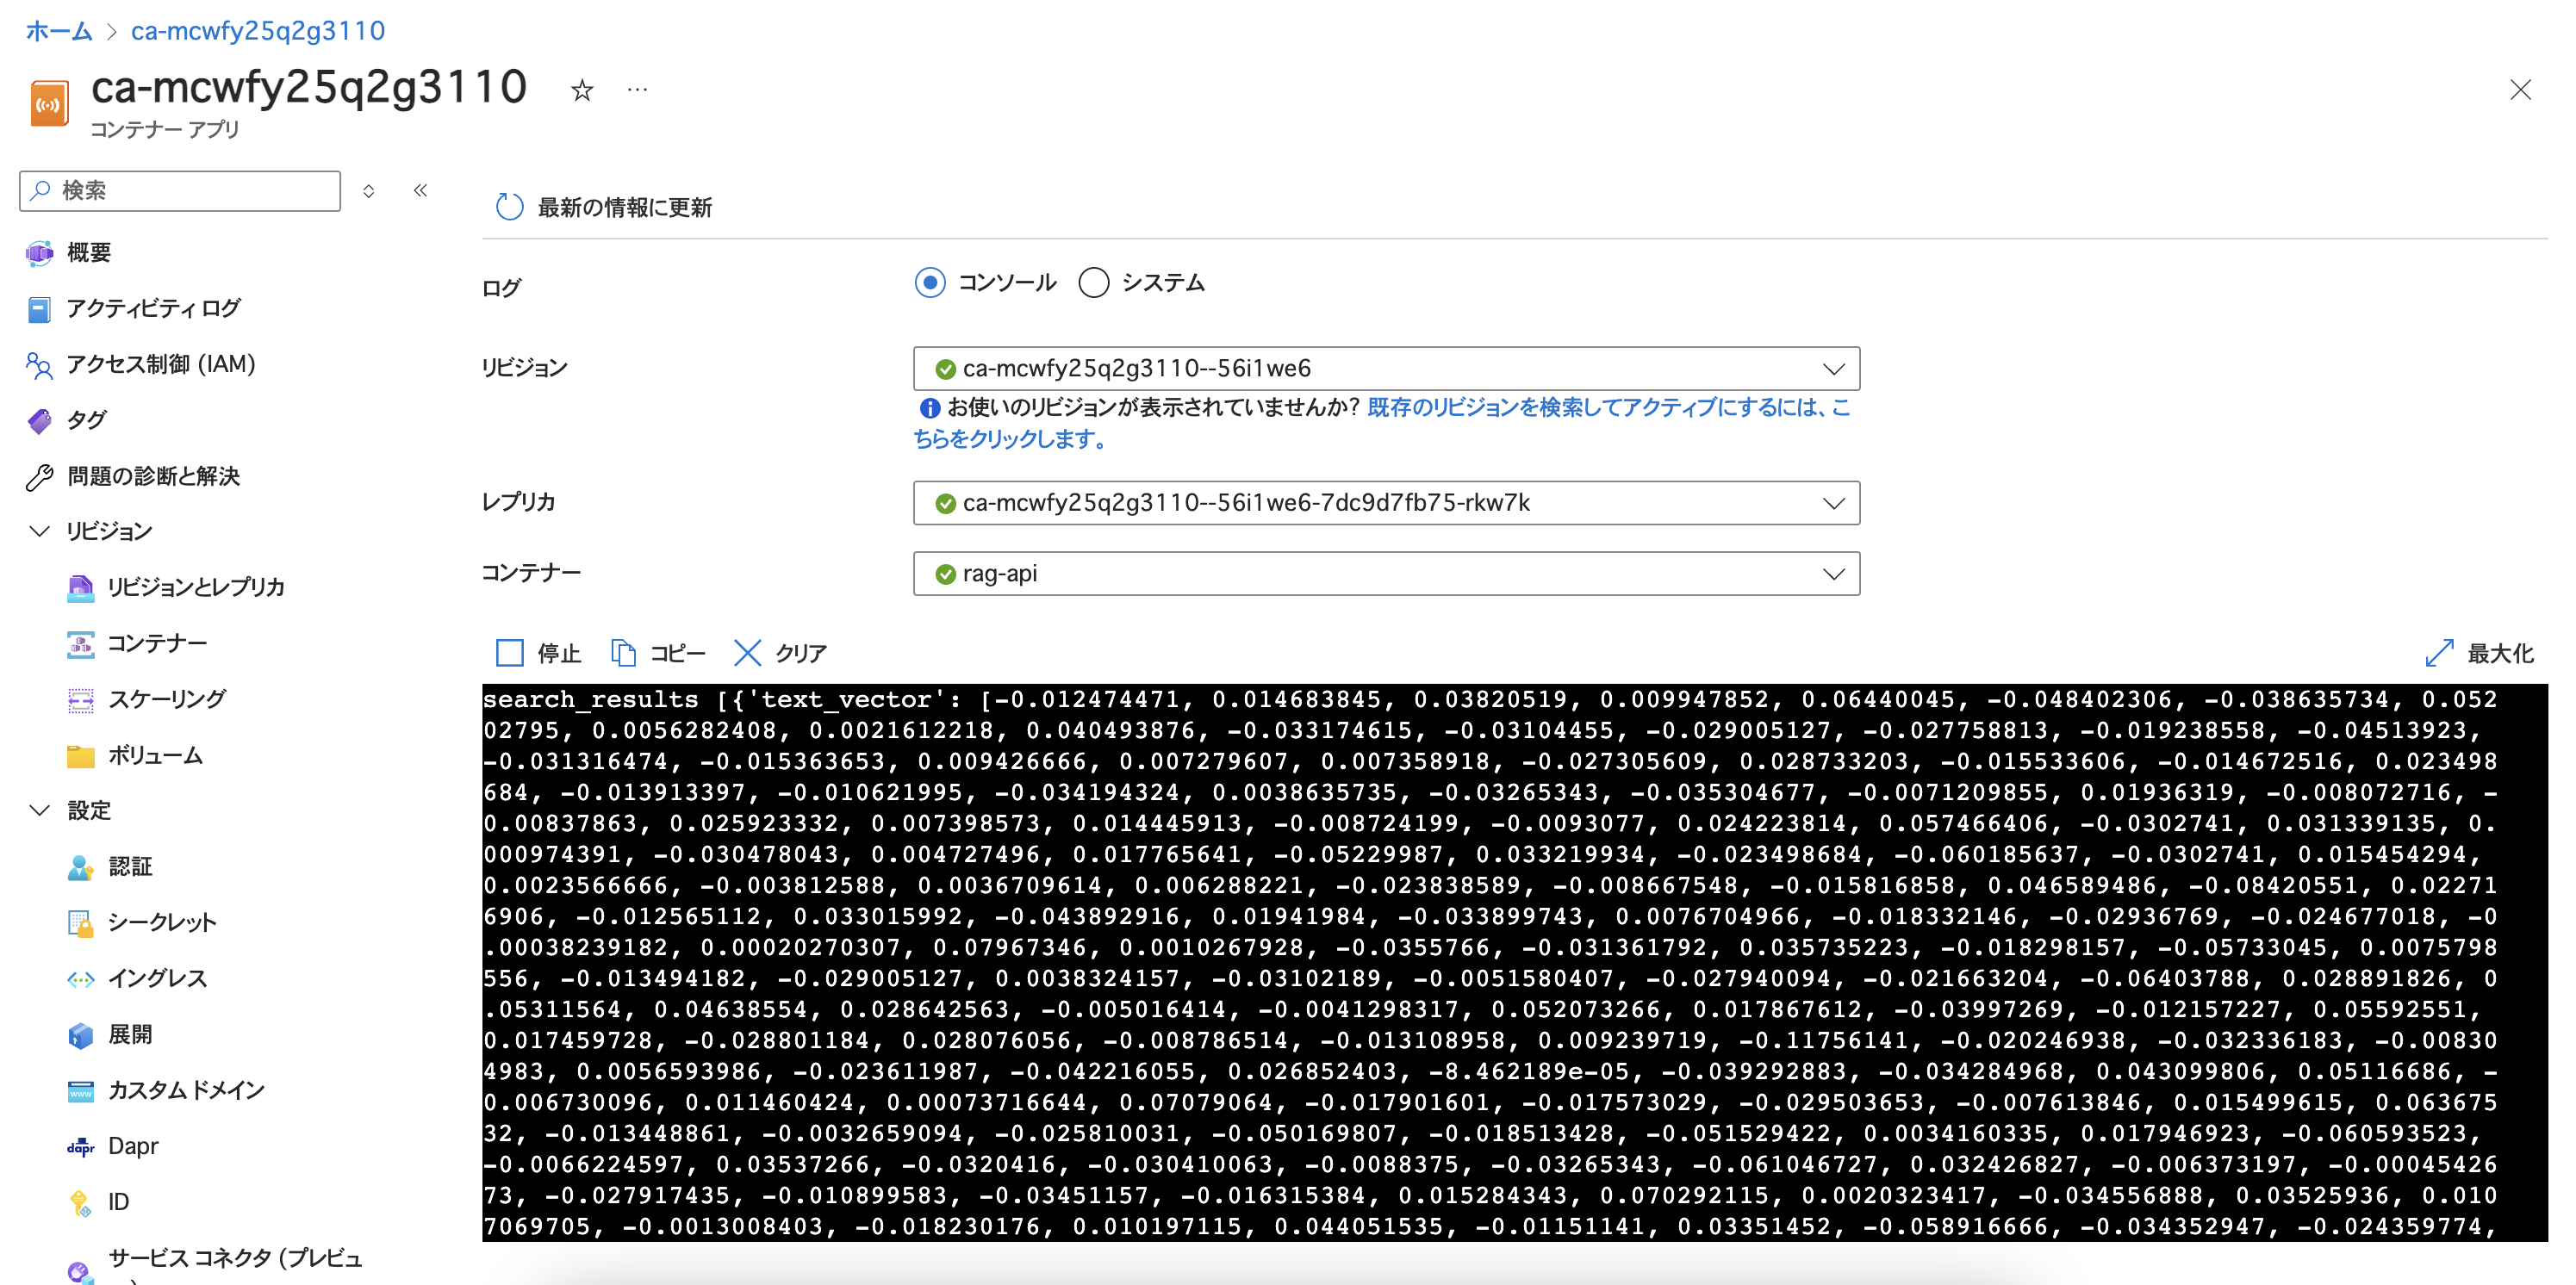 ホーム > ca-mcwfy25q2g3110
ca-mcwfy25q2g3110
コンテナー アプリ
検索
概要
アクティビティ ログ
アクセス制御 (IAM)
タグ
問題の診断と解決
リビジョン
リビジョンとレプリカ
コンテナー
スケーリング
ボリューム
設定
認証
シークレット
イングレス
展開
カスタム ドメイン
Dapr
ID
サービス コネクタ (プレビュ
最新の情報に更新
ログ
コンソール システム
リビジョン
ca-mcwfy25q2g3110--56i1we6
お使いのリビジョンが表示されていませんか? 既存のリビジョンを検索してアクティブにするには、こ
ちらをクリックします。
レプリカ
ca-mcwfy25q2g3110--56i1we6-7dc9d7fb75-rkw7k
コンテナー
rag-api
停止 コピー クリア 最大化
search_results [{'text_vector': [-0.012474471, 0.014683845, 0.03820519, 0.009947852, 0.06440045, -0.048402306, -0.038635734, 0.052
02795, 0.0056282408, 0.0021612218, 0.040493876, -0.033174615, -0.03104455, -0.029005127, -0.027758813, -0.019238558, -0.04513923,
-0.031316474, -0.015363653, 0.009426666, 0.007279607, 0.007358918, -0.027305609, 0.028733203, -0.015533606, -0.014672516, 0.023498
684, -0.013913397, -0.010621995, -0.034194324, 0.0038635735, -0.03265343, -0.035304677, -0.0071209855, 0.01936319, -0.008072716, -
0.00837863, 0.025923332, 0.007398573, 0.014445913, -0.008724199, -0.0093077, 0.024223814, 0.057466406, -0.0302741, 0.031339135, 0.
000974391, -0.030478043, 0.004727496, 0.017765641, -0.05229987, 0.033219934, -0.023498684, -0.060185637, -0.0302741, 0.015454294,
0.0023566666, -0.003812588, 0.0036709614, 0.006288221, -0.023838589, -0.008667548, -0.015816858, 0.046589486, -0.08420551, 0.02271
6906, -0.012565112, 0.033015992, -0.043892916, 0.01941984, -0.033899743, 0.0076704966, -0.018332146, -0.02936769, -0.024677018, -0
.00038239182, 0.00020270307, 0.07967346, 0.0010267928, -0.0355766, -0.031361792, 0.035735223, -0.018298157, -0.05733045, 0.0075798
556, -0.013494182, -0.029005127, 0.0038324157, -0.03102189, -0.0051580407, -0.027940094, -0.021663204, -0.06403788, 0.028891826, 0
.05311564, 0.04638554, 0.028642563, -0.005016414, -0.0041298317, 0.052073266, 0.017867612, -0.03997269, -0.012157227, 0.05592551,
0.017459728, -0.028801184, 0.028076056, -0.008786514, -0.013108958, 0.009239719, -0.11756141, -0.020246938, -0.032336183, -0.00830
4983, 0.0056593986, -0.023611987, -0.042216055, 0.026852403, -8.462189e-05, -0.039292883, -0.034284968, 0.043099806, 0.05116686, -
0.006730096, 0.011460424, 0.00073716644, 0.07079064, -0.017901601, -0.017573029, -0.029503653, -0.007613846, 0.015499615, 0.063675
32, -0.013448861, -0.0032659094, -0.025810031, -0.050169807, -0.018513428, -0.051529422, 0.0034160335, 0.017946923, -0.060593523,
-0.0066224597, 0.03537266, -0.0320416, -0.030410063, -0.0088375, -0.03265343, -0.061046727, 0.032426827, -0.006373197, -0.00045426
73, -0.027917435, -0.010899583, -0.03451157, -0.016315384, 0.015284343, 0.070292115, 0.0020323417, -0.034556888, 0.03525936, 0.010
7069705, -0.0013008403, -0.018230176, 0.010197115, 0.044051535, -0.01151141, 0.03351452, -0.058916666, -0.034352947, -0.024359774,